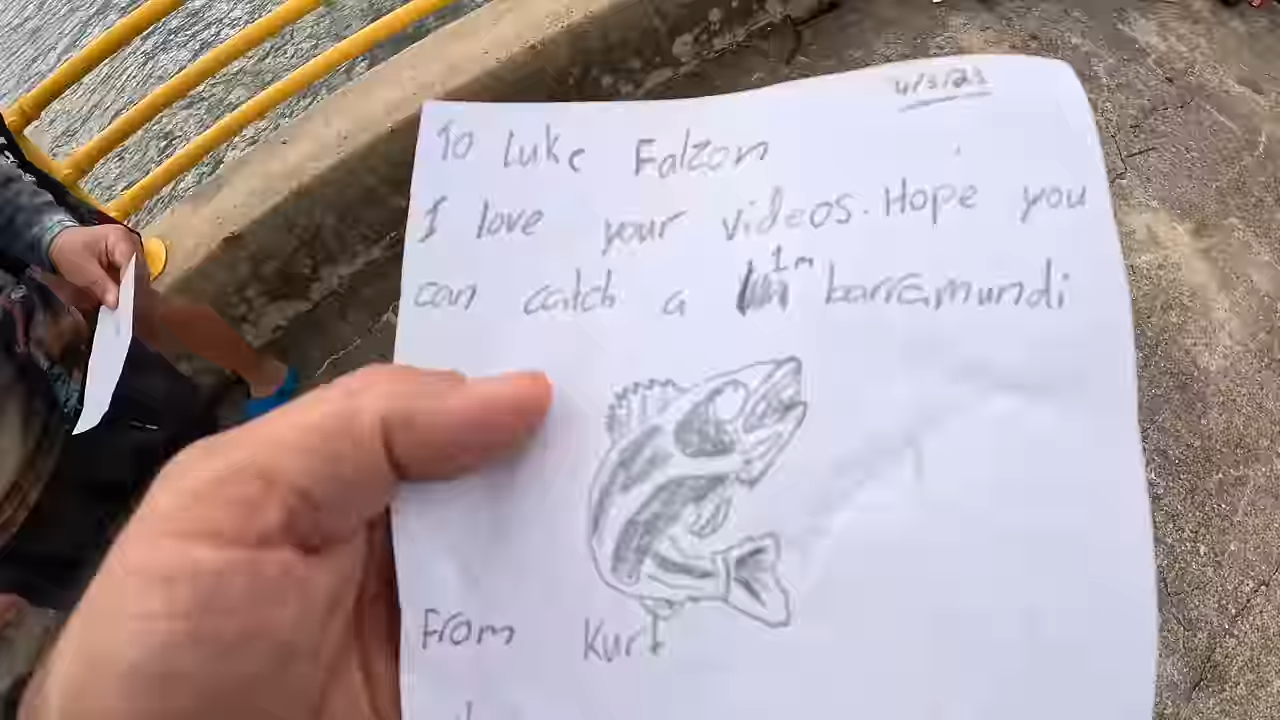 4/3/23
To Luke Falzon
I love your videos. Hope you
can catch a 1m barramundi
From Kurt